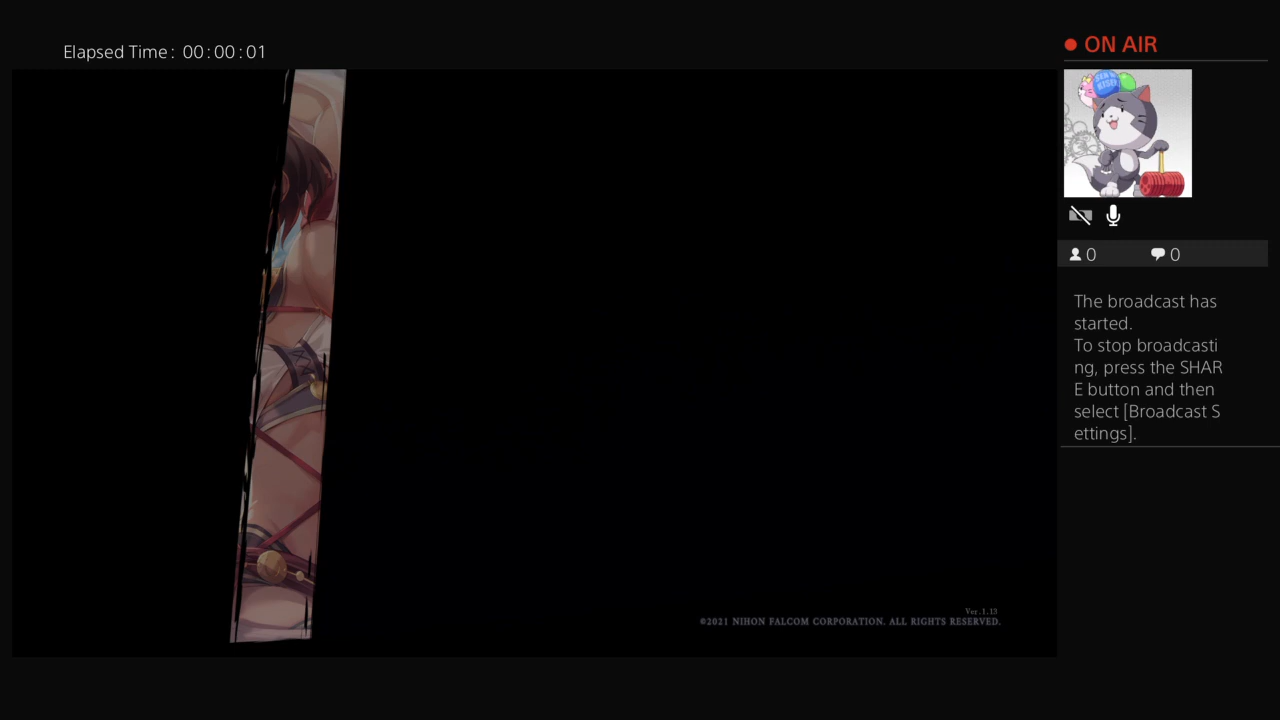 Elapsed Time: 00:00:01
ON AIR
0
0
The broadcast has
started.
To stop broadcasti
ng, press the SHAR
E button and then
select [Broadcast S
ettings].
Ver.1.13
©2021 NIHON FALCOM CORPORATION. ALL RIGHTS RESERVED.